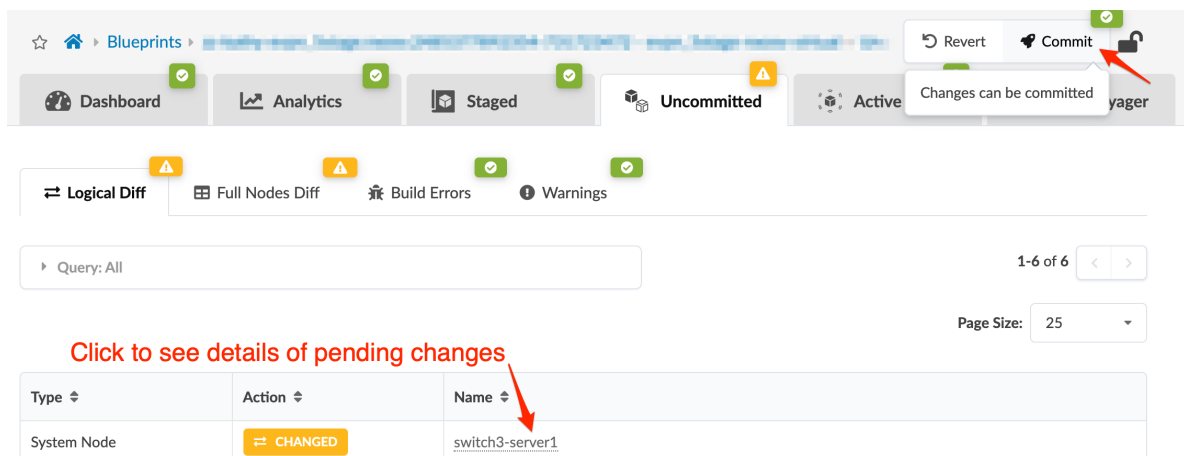 Blueprints
Revert
Commit
Changes can be committed
Dashboard
Analytics
Staged
Uncommitted
Active
yager
Logical Diff
Full Nodes Diff
Build Errors
Warnings
Query: All
1-6 of 6
Page Size: 25
Click to see details of pending changes
Type Action Name
System Node CHANGED switch3-server1